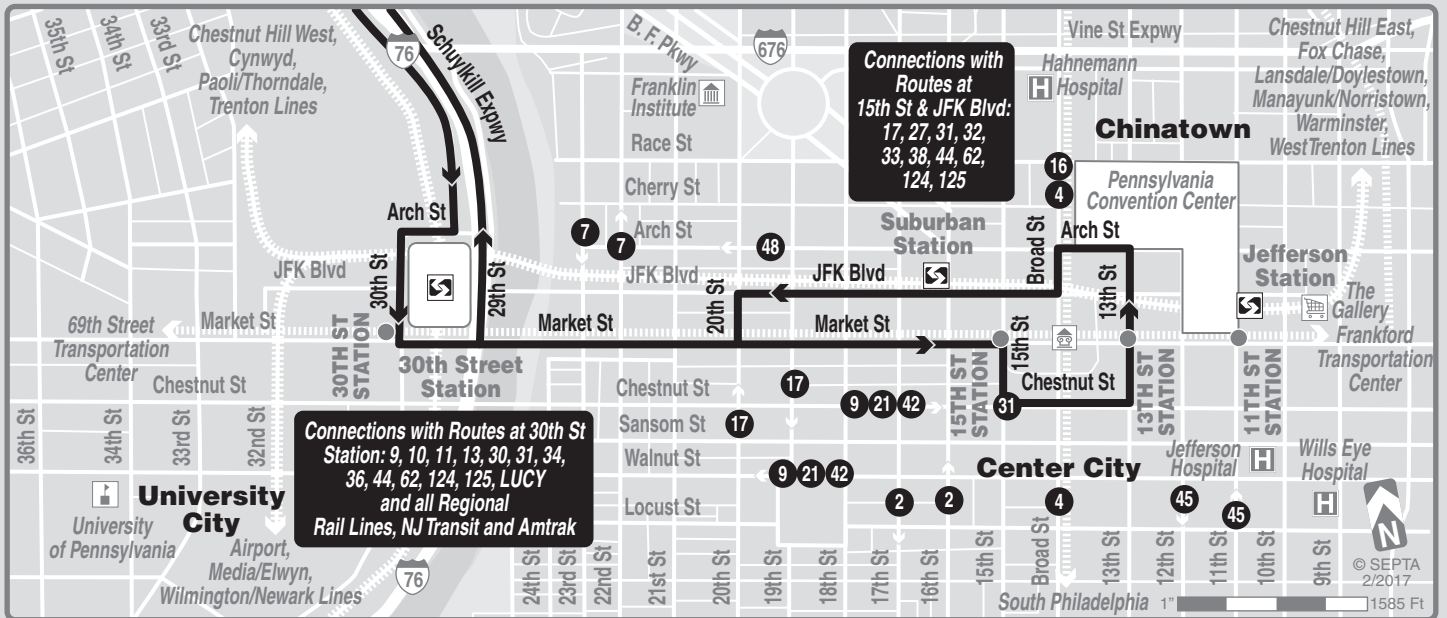 35th St
34th St
33rd St
Chestnut Hill West,
Cynwyd,
Paoli/Thorndale,
Trenton Lines
76
Schuylkill Expwy
B. F. Pkwy
676
Franklin
Institute
Race St
Cherry St
Connections with
Routes at
15th St & JFK Blvd:
17, 27, 31, 32,
33, 38, 44, 62,
124, 125
Vine St Expwy
Hahnemann
H Hospital
Chinatown
Chestnut Hill East,
Fox Chase,
Lansdale/Doylestown,
Manayunk/Norristown,
Warminster,
West Trenton Lines
16
4
Pennsylvania
Convention Center
Arch St
7
7
Arch St
48
Suburban
Station
Broad St
Arch St
Jefferson
Station
JFK Blvd
30th St
29th St
JFK Blvd
20th St
JFK Blvd
13th St
The
Gallery
69th Street
Transportation
Center
Market St
30TH ST
STATION
Market St
Market St
15th St
Frankford
Transportation
Center
30th Street
Station
Chestnut St
Chestnut St
17
9 21 42
15TH ST
STATION
31
Chestnut St
13TH ST
STATION
11TH ST
STATION
17
Sansom St
36th St
34th St
33rd St
32nd St
Connections with Routes at 30th St
Station: 9, 10, 11, 13, 30, 31, 34,
36, 44, 62, 124, 125, LUCY
and all Regional
Rail Lines, NJ Transit and Amtrak
Walnut St
9 21 42
Center City
Jefferson
Hospital H
Wills Eye
Hospital
H
University
City
University
of Pennsylvania
Locust St
2
2
4
45
45
N
Airport,
Media/Elwyn,
Wilmington/Newark Lines
76
24th St
23rd St
22nd St
21st St
20th St
19th St
18th St
17th St
16th St
15th St
Broad St
13th St
12th St
11th St
10th St
9th St
© SEPTA
2/2017
South Philadelphia
1" 1585 Ft